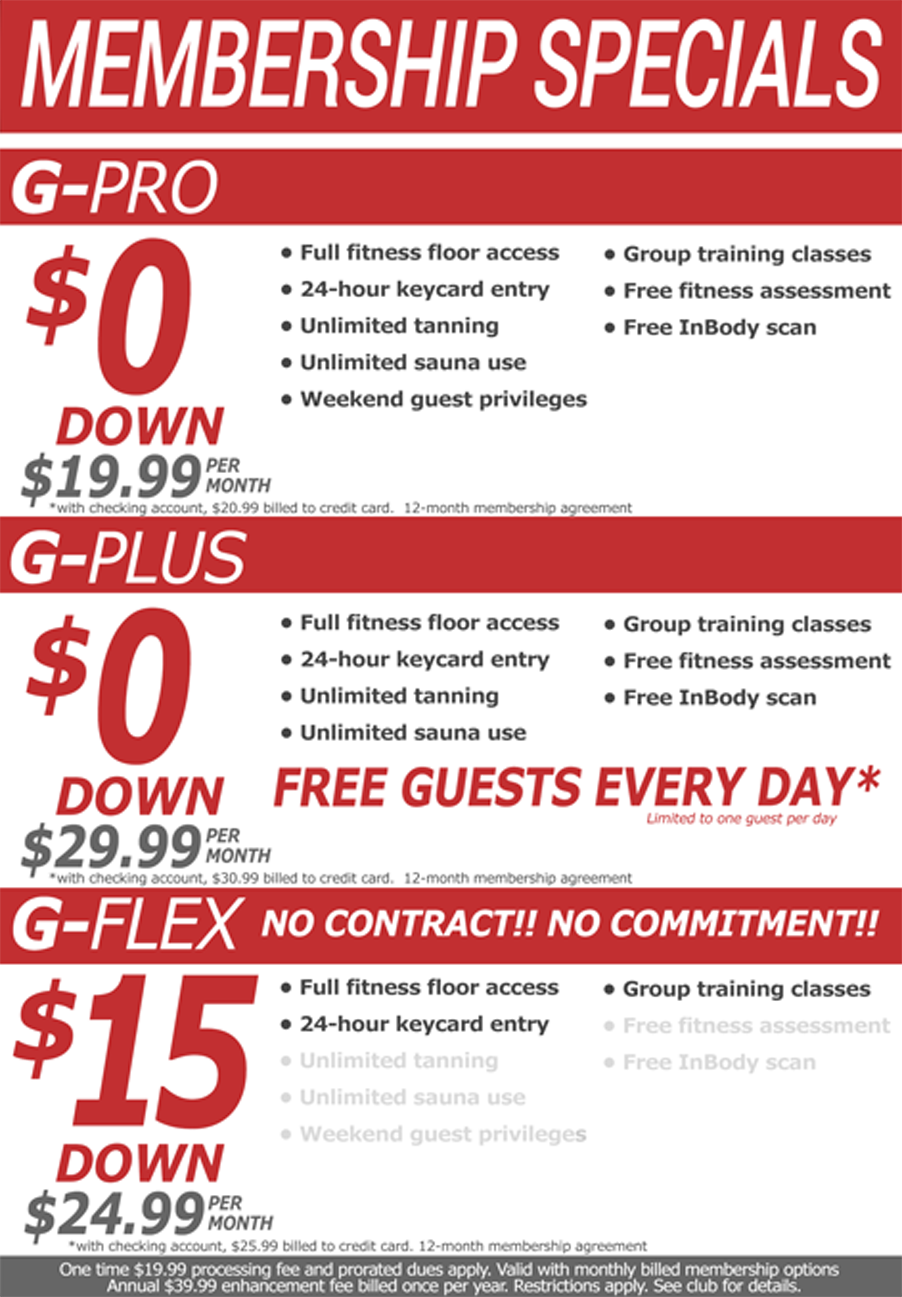 MEMBERSHIP SPECIALS
G-PRO
$0
DOWN
$19.99 PER MONTH
• Full fitness floor access
• 24-hour keycard entry
• Unlimited tanning
• Unlimited sauna use
• Weekend guest privileges
• Group training classes
• Free fitness assessment
• Free InBody scan
*with checking account, $20.99 billed to credit card. 12-month membership agreement
G-PLUS
$0
DOWN
$29.99 PER MONTH
• Full fitness floor access
• 24-hour keycard entry
• Unlimited tanning
• Unlimited sauna use
• Group training classes
• Free fitness assessment
• Free InBody scan
FREE GUESTS EVERY DAY*
Limited to one guest per day
*with checking account, $30.99 billed to credit card. 12-month membership agreement
G-FLEX NO CONTRACT!! NO COMMITMENT!!
$15
DOWN
$24.99 PER MONTH
• Full fitness floor access
• 24-hour keycard entry
• Unlimited tanning
• Unlimited sauna use
• Weekend guest privileges
• Group training classes
• Free fitness assessment
• Free InBody scan
*with checking account, $25.99 billed to credit card. 12-month membership agreement
One time $19.99 processing fee and prorated dues apply. Valid with monthly billed membership options
Annual $39.99 enhancement fee billed once per year. Restrictions apply. See club for details.